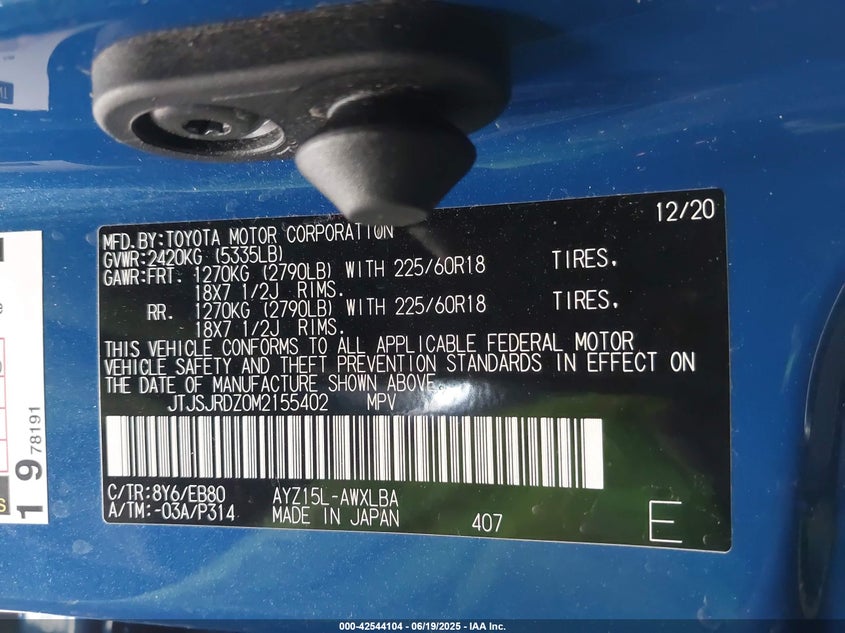 12/20
MFD.BY:TOYOTA MOTOR CORPORATION
GVWR:2420KG (5335LB)
GAWR:FRT. 1270KG (2790LB) WITH 225/60R18 TIRES.
18X7 1/2J RIMS.
RR. 1270KG (2790LB) WITH 225/60R18 TIRES.
18X7 1/2J RIMS.
THIS VEHICLE CONFORMS TO ALL APPLICABLE FEDERAL MOTOR
VEHICLE SAFETY AND THEFT PREVENTION STANDARDS IN EFFECT ON
THE DATE OF MANUFACTURE SHOWN ABOVE.
JTJSJRDZ0M2155402 MPV
C/TR:8Y6/EB80 AYZ15L-AWXLBA
A/TM:-03A/P314 MADE IN JAPAN 407 E
19 78191
000-42544104 - 06/19/2025 - IAA Inc.